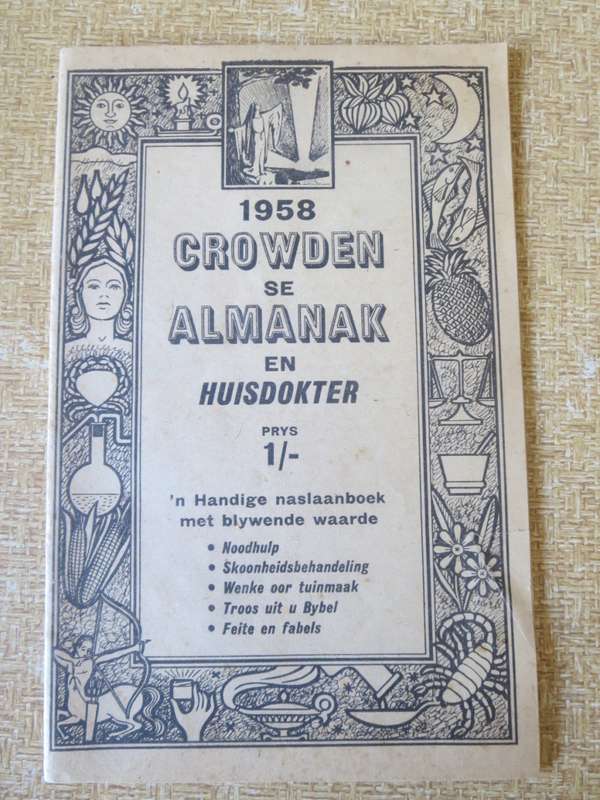 1958
CROWDEN
SE
ALMANAK
EN
HUISDOKTER
PRYS
1/-
'n Handige naslaanboek
met blywende waarde
• Noodhulp
• Skoonheidsbehandeling
• Wenke oor tuinmaak
• Troos uit u Bybel
• Feite en fabels